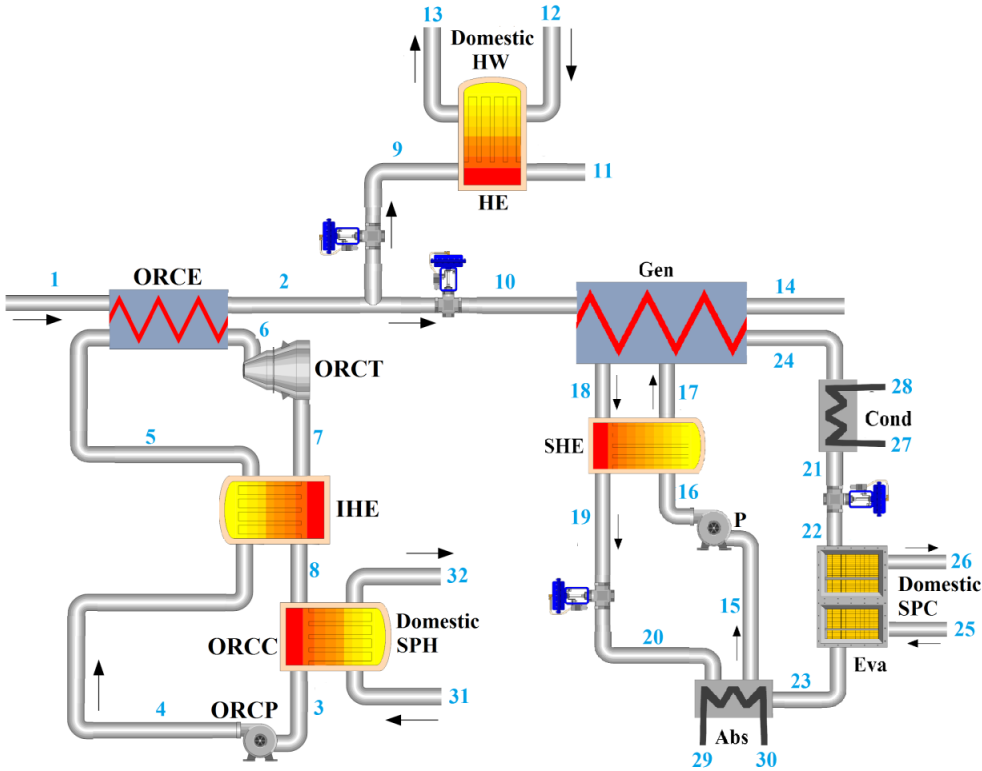 13
12
Domestic
HW
9
11
HE
1
ORCE
2
10
Gen
14
6
24
ORCT
18
17
28
Cond
27
5
7
SHE
21
IHE
16
19
P
22
8
26
32
Domestic
SPC
15
Domestic
SPH
ORCC
25
20
Eva
31
4
ORCP
3
23
Abs
29
30